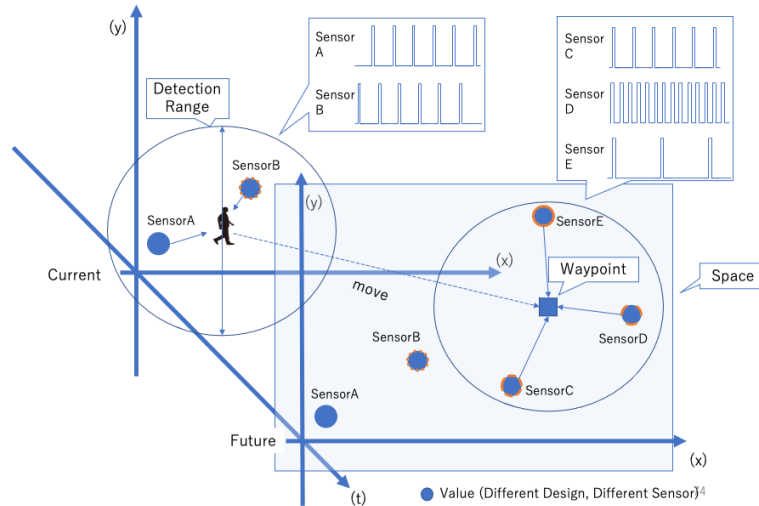 (y)
Sensor
A
Sensor
B
Sensor
C
Sensor
D
Sensor
E
Detection
Range
SensorB
SensorA
(y)
SensorE
Current
(x)
Waypoint
Space
move
SensorB
SensorD
SensorA
SensorC
Future
(x)
(t)
Value (Different Design, Different Sensor)